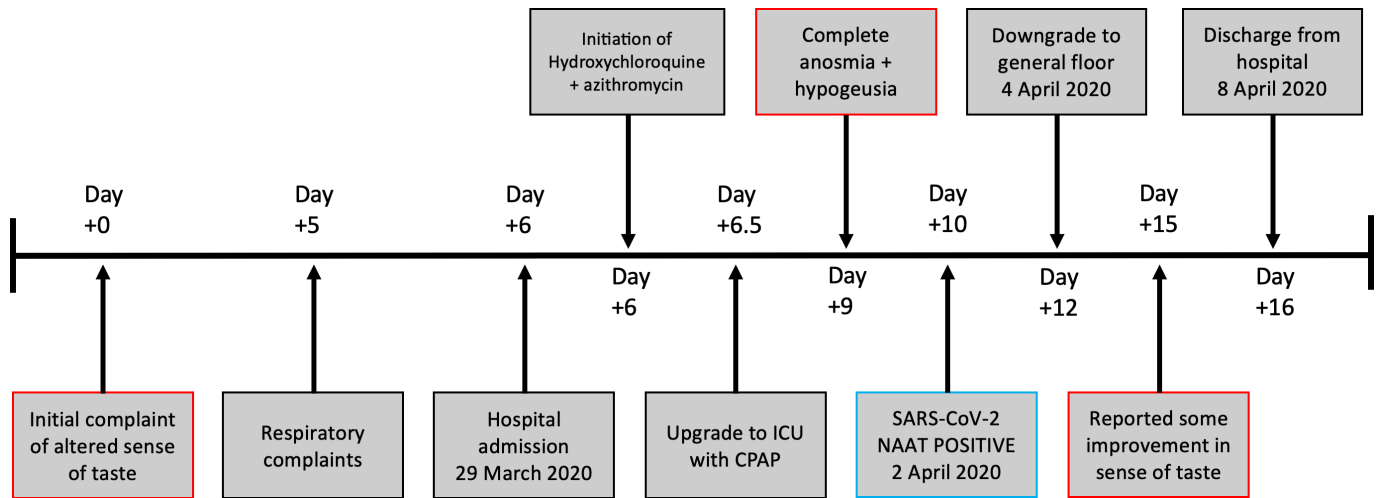 Initiation of
Hydroxychloroquine
+ azithromycin
Complete
anosmia +
hypogeusia
Downgrade to
general floor
4 April 2020
Discharge from
hospital
8 April 2020
Day
+0
Day
+5
Day
+6
Day
+6.5
Day
+10
Day
+15
Day
+6
Day
+9
Day
+12
Day
+16
Initial complaint
of altered sense
of taste
Respiratory
complaints
Hospital
admission
29 March 2020
Upgrade to ICU
with CPAP
SARS-CoV-2
NAAT POSITIVE
2 April 2020
Reported some
improvement in
sense of taste